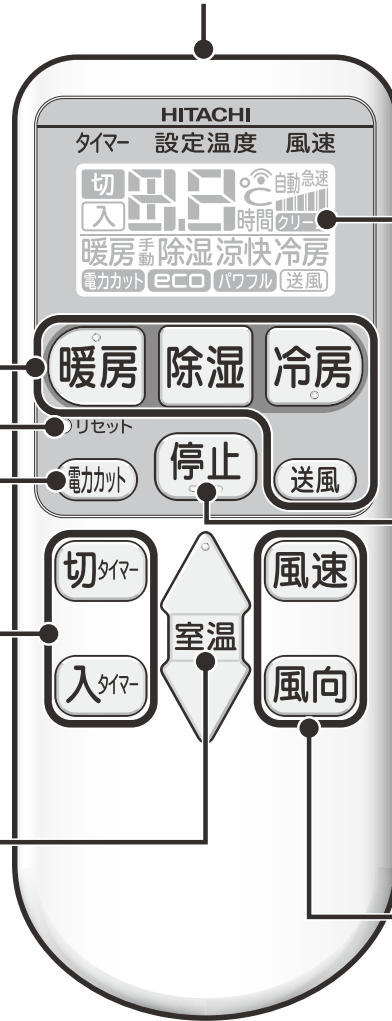 HITACHI
タイマー 設定温度 風速
切 8.8 ℃ 自動 急速
入 時間 クリーン
暖房 手動 除湿 涼快 冷房
電力カット eco パワフル 送風
暖房 除湿 冷房
リセット
電力カット 停止 送風
切タイマー 風速
室温
入タイマー 風向